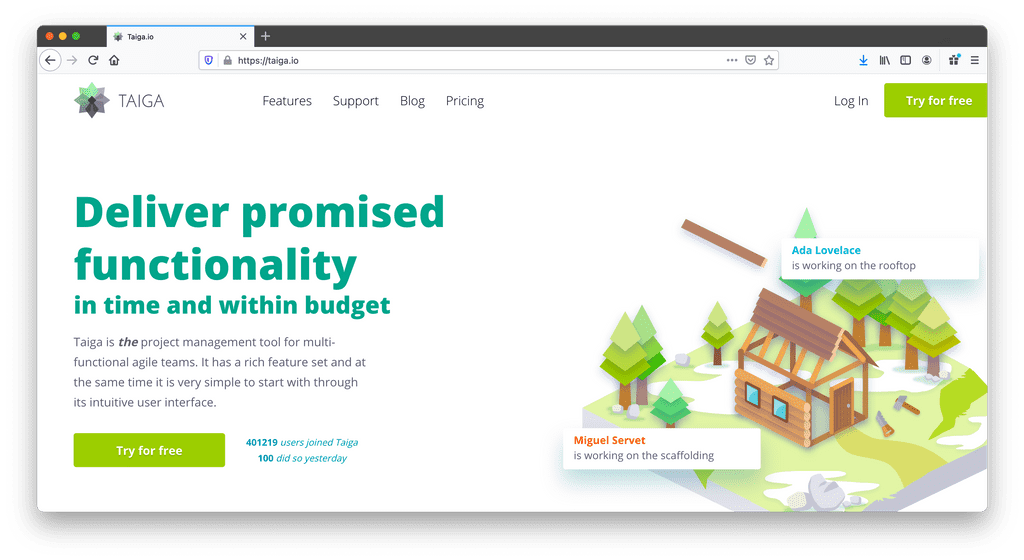 Taiga.io
https://taiga.io
TAIGA
Features Support Blog Pricing
Log In
Try for free
Deliver promised
functionality
in time and within budget
Taiga is the project management tool for multi-
functional agile teams. It has a rich feature set and at
the same time it is very simple to start with through
its intuitive user interface.
Try for free
401219 users joined Taiga
100 did so yesterday
Ada Lovelace
is working on the rooftop
Miguel Servet
is working on the scaffolding